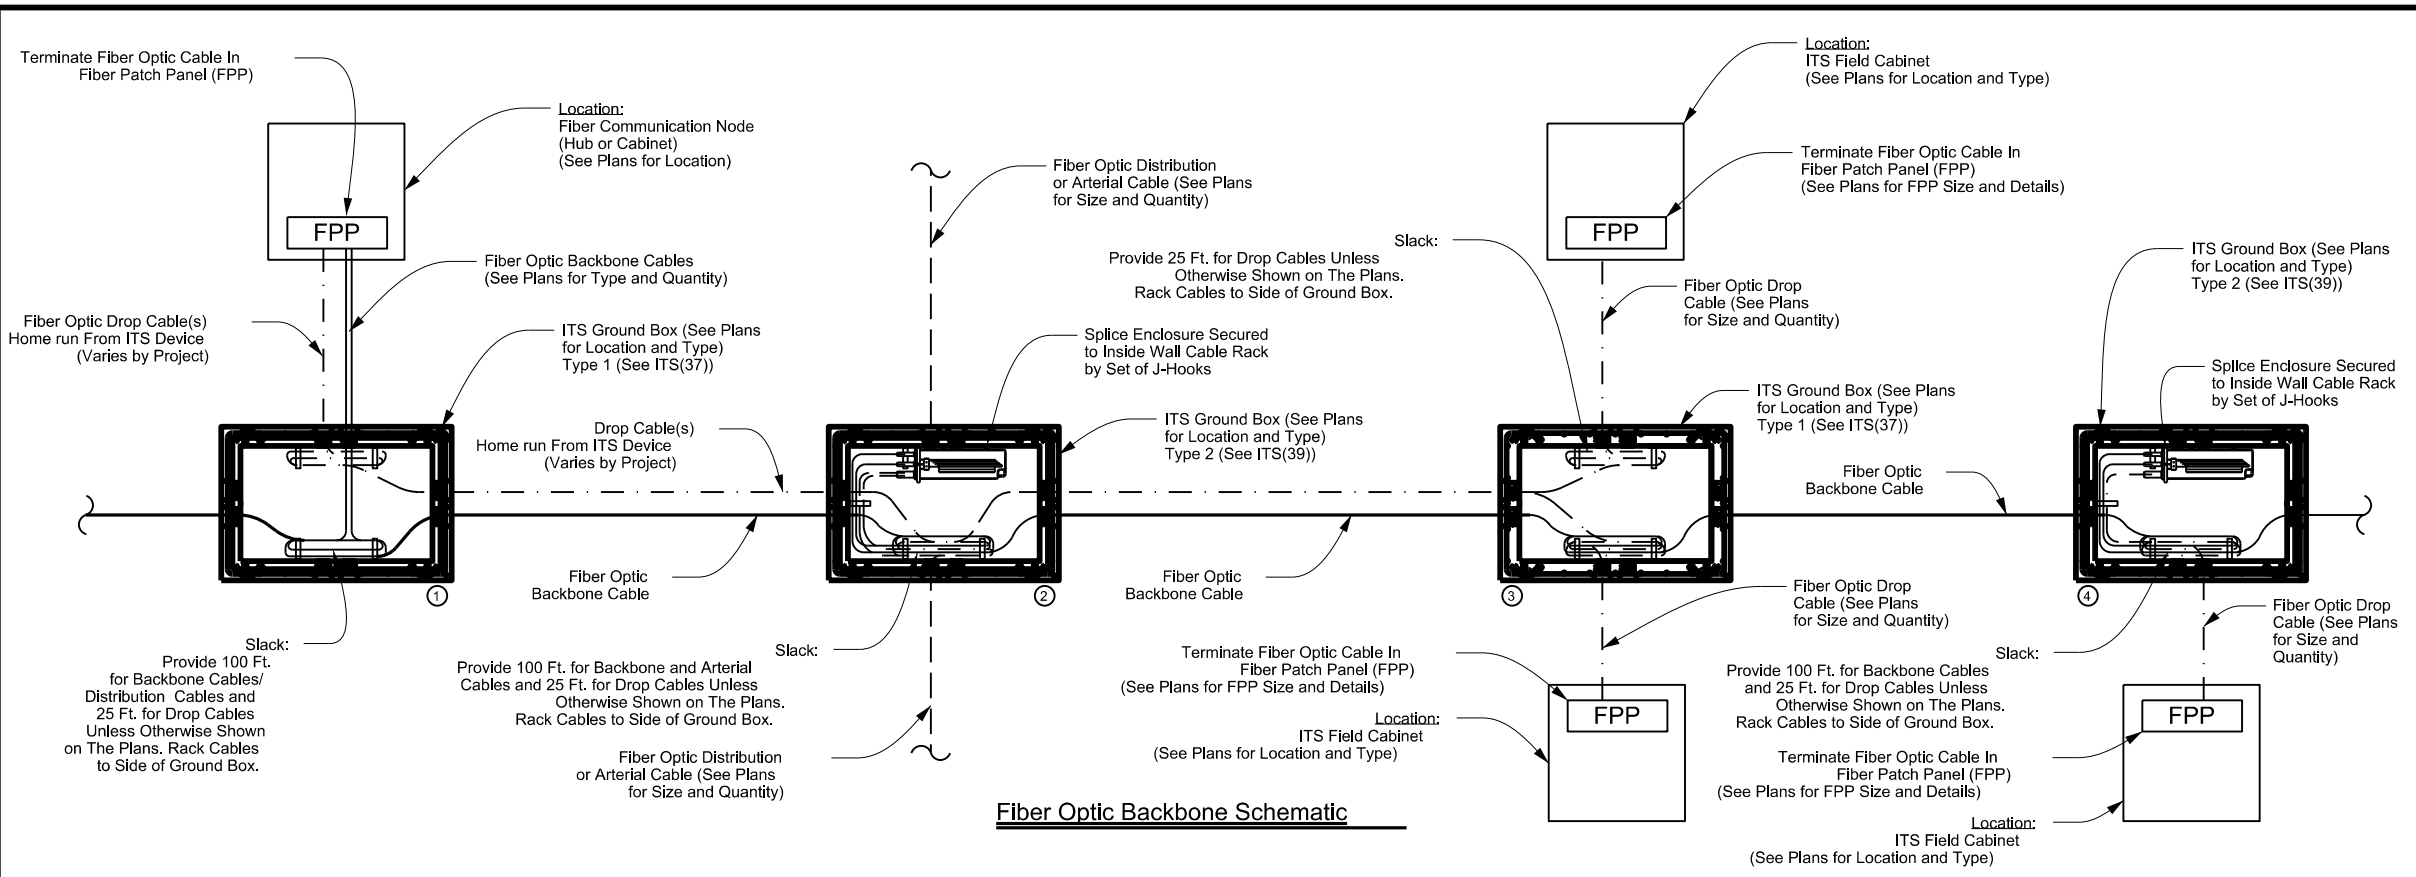 Terminate Fiber Optic Cable In
Fiber Patch Panel (FPP)
Location:
Fiber Communication Node
(Hub or Cabinet)
(See Plans for Location)
FPP
Fiber Optic Backbone Cables
(See Plans for Type and Quantity)
Fiber Optic Drop Cable(s)
Home run From ITS Device
(Varies by Project)
ITS Ground Box (See Plans
for Location and Type)
Type 1 (See ITS(37))
Drop Cable(s)
Home run From ITS Device
(Varies by Project)
1
Slack:
Provide 100 Ft.
for Backbone Cables/
Distribution Cables and
25 Ft. for Drop Cables
Unless Otherwise Shown
on The Plans. Rack Cables
to Side of Ground Box.
Fiber Optic
Backbone Cable
Fiber Optic Distribution
or Arterial Cable (See Plans
for Size and Quantity)
Splice Enclosure Secured
to Inside Wall Cable Rack
by Set of J-Hooks
ITS Ground Box (See Plans
for Location and Type)
Type 2 (See ITS(39))
2
Slack:
Provide 100 Ft. for Backbone and Arterial
Cables and 25 Ft. for Drop Cables Unless
Otherwise Shown on The Plans.
Rack Cables to Side of Ground Box.
Fiber Optic Distribution
or Arterial Cable (See Plans
for Size and Quantity)
Fiber Optic
Backbone Cable
Location:
ITS Field Cabinet
(See Plans for Location and Type)
Terminate Fiber Optic Cable In
Fiber Patch Panel (FPP)
(See Plans for FPP Size and Details)
FPP
Slack:
Provide 25 Ft. for Drop Cables Unless
Otherwise Shown on The Plans.
Rack Cables to Side of Ground Box.
Fiber Optic Drop
Cable (See Plans
for Size and Quantity)
ITS Ground Box (See Plans
for Location and Type)
Type 1 (See ITS(37))
3
Fiber Optic Drop
Cable (See Plans
for Size and Quantity)
Terminate Fiber Optic Cable In
Fiber Patch Panel (FPP)
(See Plans for FPP Size and Details)
FPP
Location:
ITS Field Cabinet
(See Plans for Location and Type)
Fiber Optic
Backbone Cable
ITS Ground Box (See Plans
for Location and Type)
Type 2 (See ITS(39))
Splice Enclosure Secured
to Inside Wall Cable Rack
by Set of J-Hooks
4
Fiber Optic Drop
Cable (See Plans
for Size and
Quantity)
Slack:
Provide 100 Ft. for Backbone Cables
and 25 Ft. for Drop Cables Unless
Otherwise Shown on The Plans.
Rack Cables to Side of Ground Box.
FPP
Terminate Fiber Optic Cable In
Fiber Patch Panel (FPP)
(See Plans for FPP Size and Details)
Location:
ITS Field Cabinet
(See Plans for Location and Type)
Fiber Optic Backbone Schematic